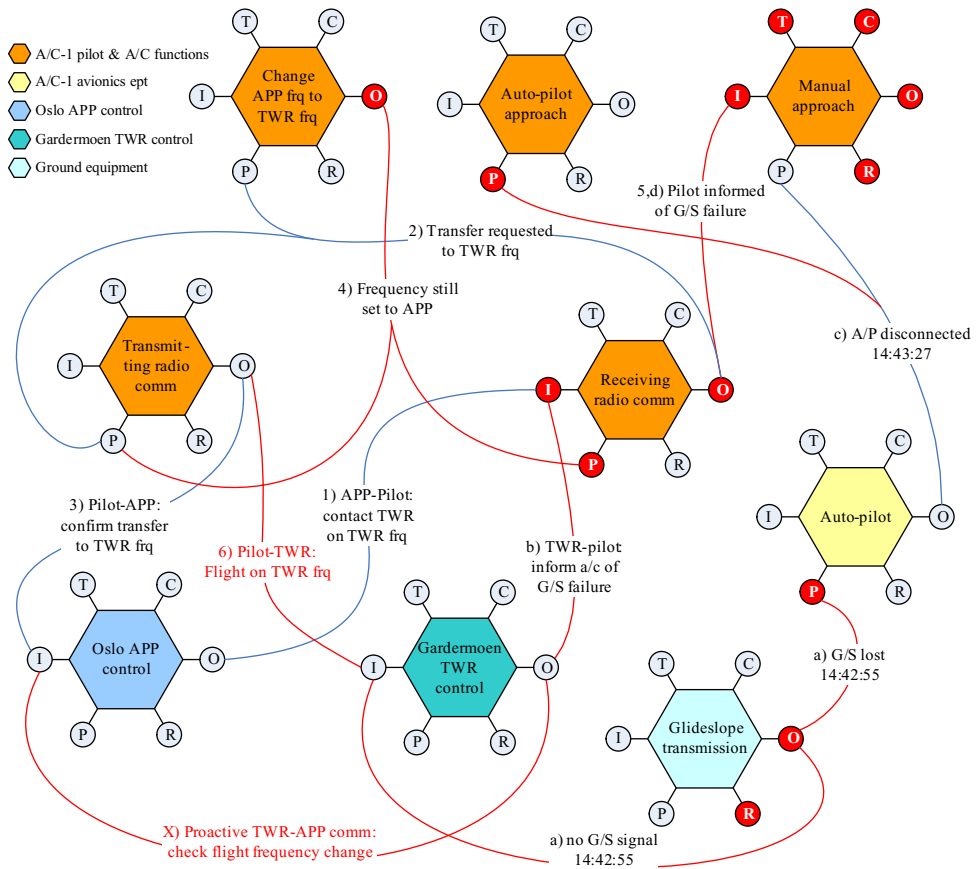 A/C-1 pilot & A/C functions
A/C-1 avionics ept
Oslo APP control
Gardermoen TWR control
Ground equipment
T
C
I
Change
APP frq to
TWR frq
O
P
R
T
C
I
Auto-pilot
approach
O
P
R
T
C
I
Manual
approach
O
P
R
5,d) Pilot informed
of G/S failure
2) Transfer requested
to TWR frq
4) Frequency still
set to APP
c) A/P disconnected
14:43:27
T
C
I
Transmit-
ting radio
comm
O
P
R
T
C
I
Receiving
radio comm
O
P
R
T
C
I
Auto-pilot
O
P
R
3) Pilot-APP:
confirm transfer
to TWR frq
1) APP-Pilot:
contact TWR
on TWR frq
6) Pilot-TWR:
Flight on TWR frq
b) TWR-pilot:
inform a/c of
G/S failure
T
C
I
Oslo APP
control
O
P
R
T
C
I
Gardermoen
TWR
control
O
P
R
a) G/S lost
14:42:55
T
C
I
Glideslope
transmission
O
P
R
X) Proactive TWR-APP comm:
check flight frequency change
a) no G/S signal
14:42:55